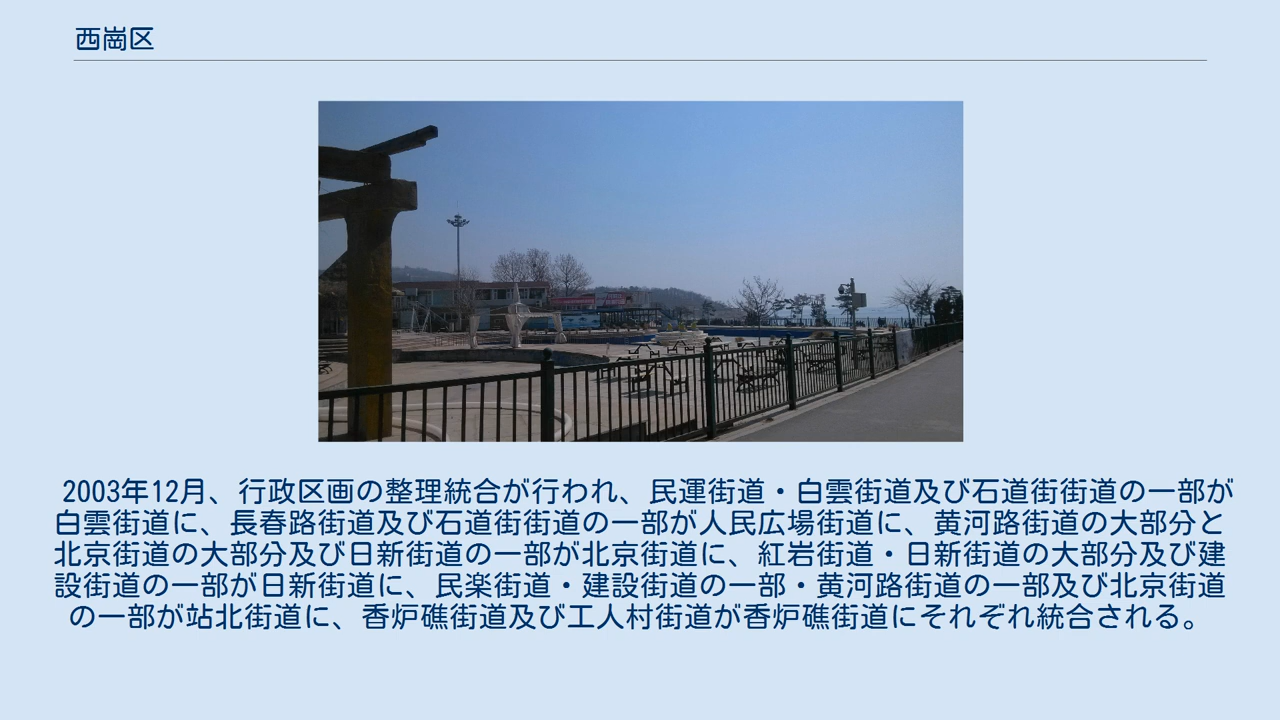 西崗区
2003年12月、行政区画の整理統合が行われ、民運街道・白雲街道及び石道街街道の一部が
白雲街道に、長春路街道及び石道街街道の一部が人民広場街道に、黄河路街道の大部分と
北京街道の大部分及び日新街道の一部が北京街道に、紅岩街道・日新街道の大部分及び建
設街道の一部が日新街道に、民楽街道・建設街道の一部・黄河路街道の一部及び北京街道
の一部が站北街道に、香炉礁街道及び工人村街道が香炉礁街道にそれぞれ統合される。